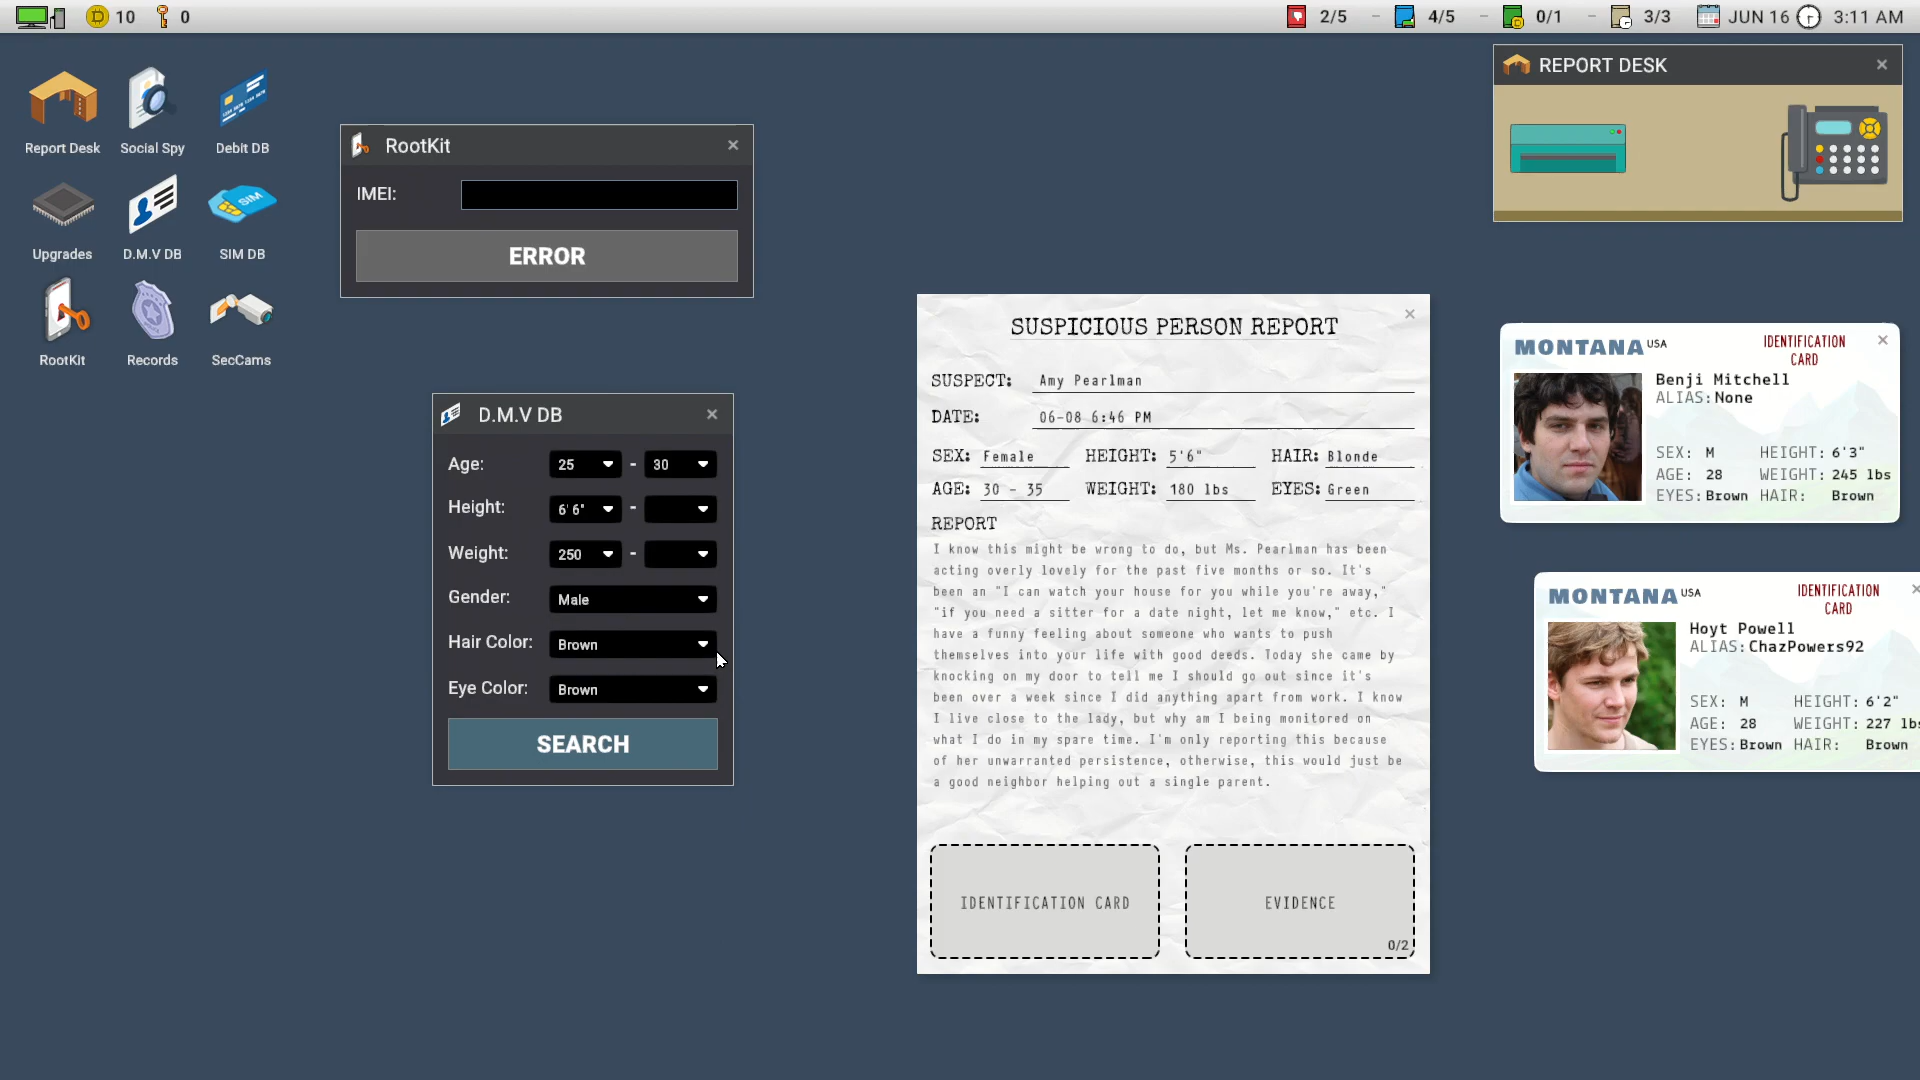 10
0
2/5
4/5
0/1
3/3
JUN 16
3:11 AM
Report Desk
Social Spy
Debit DB
Upgrades
D.M.V DB
SIM DB
SIM
RootKit
Records
SecCams
RootKit
IMEI:
ERROR
D.M.V DB
Age: 25 - 30
Height: 6' 6" -
Weight: 250 -
Gender: Male
Hair Color: Brown
Eye Color: Brown
SEARCH
SUSPICIOUS PERSON REPORT
SUSPECT: Amy Pearlman
DATE: 06-08 6:46 PM
SEX: Female HEIGHT: 5'6" HAIR: Blonde
AGE: 30 - 35 WEIGHT: 180 lbs EYES: Green
REPORT
I know this might be wrong to do, but Ms. Pearlman has been
acting overly lovely for the past five months or so. It's
been an "I can watch your house for you while you're away,"
"if you need a sitter for a date night, let me know," etc. I
have a funny feeling about someone who wants to push
themselves into your life with good deeds. Today she came by
knocking on my door to tell me I should go out since it's
been over a week since I did anything apart from work. I know
I live close to the lady, but why am I being monitored on
what I do in my spare time. I'm only reporting this because
of her unwarranted persistence, otherwise, this would just be
a good neighbor helping out a single parent.
IDENTIFICATION CARD
EVIDENCE
0/2
REPORT DESK
MONTANA USA
IDENTIFICATION
CARD
Benji Mitchell
ALIAS: None
SEX: M HEIGHT: 6'3"
AGE: 28 WEIGHT: 245 lbs
EYES: Brown HAIR: Brown
MONTANA USA
IDENTIFICATION
CARD
Hoyt Powell
ALIAS: ChazPowers92
SEX: M HEIGHT: 6'2"
AGE: 28 WEIGHT: 227 lbs
EYES: Brown HAIR: Brown